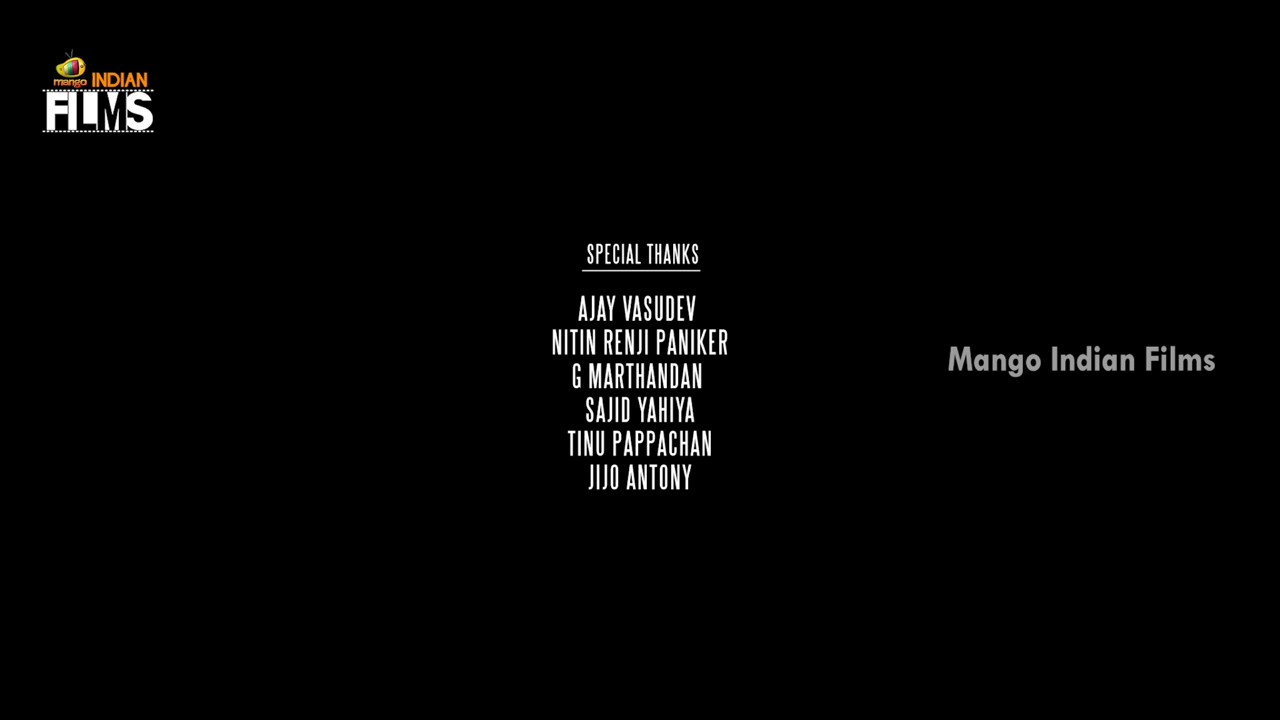 mango INDIAN
FILMS
SPECIAL THANKS
AJAY VASUDEV
NITIN RENJI PANIKER
G MARTHANDAN
SAJID YAHIYA
TINU PAPPACHAN
JIJO ANTONY
Mango Indian Films